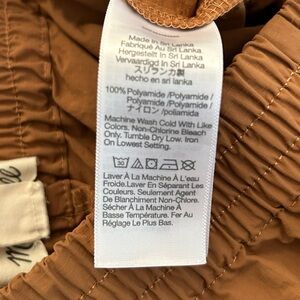 Made In Sri Lanka
Fabriqué Au Sri Lanka
Hergestellt In Sri Lanka
Vervaardigd In Sri Lanka
スリランカ製
hecho en sri lanka
100% Polyamide /Polyamide /
Polyamid /Polyamide /
ナイロン /poliamida
Machine Wash Cold With Like
Colors. Non-Chlorine Bleach
Only. Tumble Dry Low. Iron
On Lowest Setting.
30
Laver À La Machine À L'eau
Froide.Laver En Séparant Les
Couleurs. Seulement Agent
De Blanchiment Non-Chlore.
Sécher À La Machine À
Basse Température. Fer Au
Réglage Le Plus Bas.